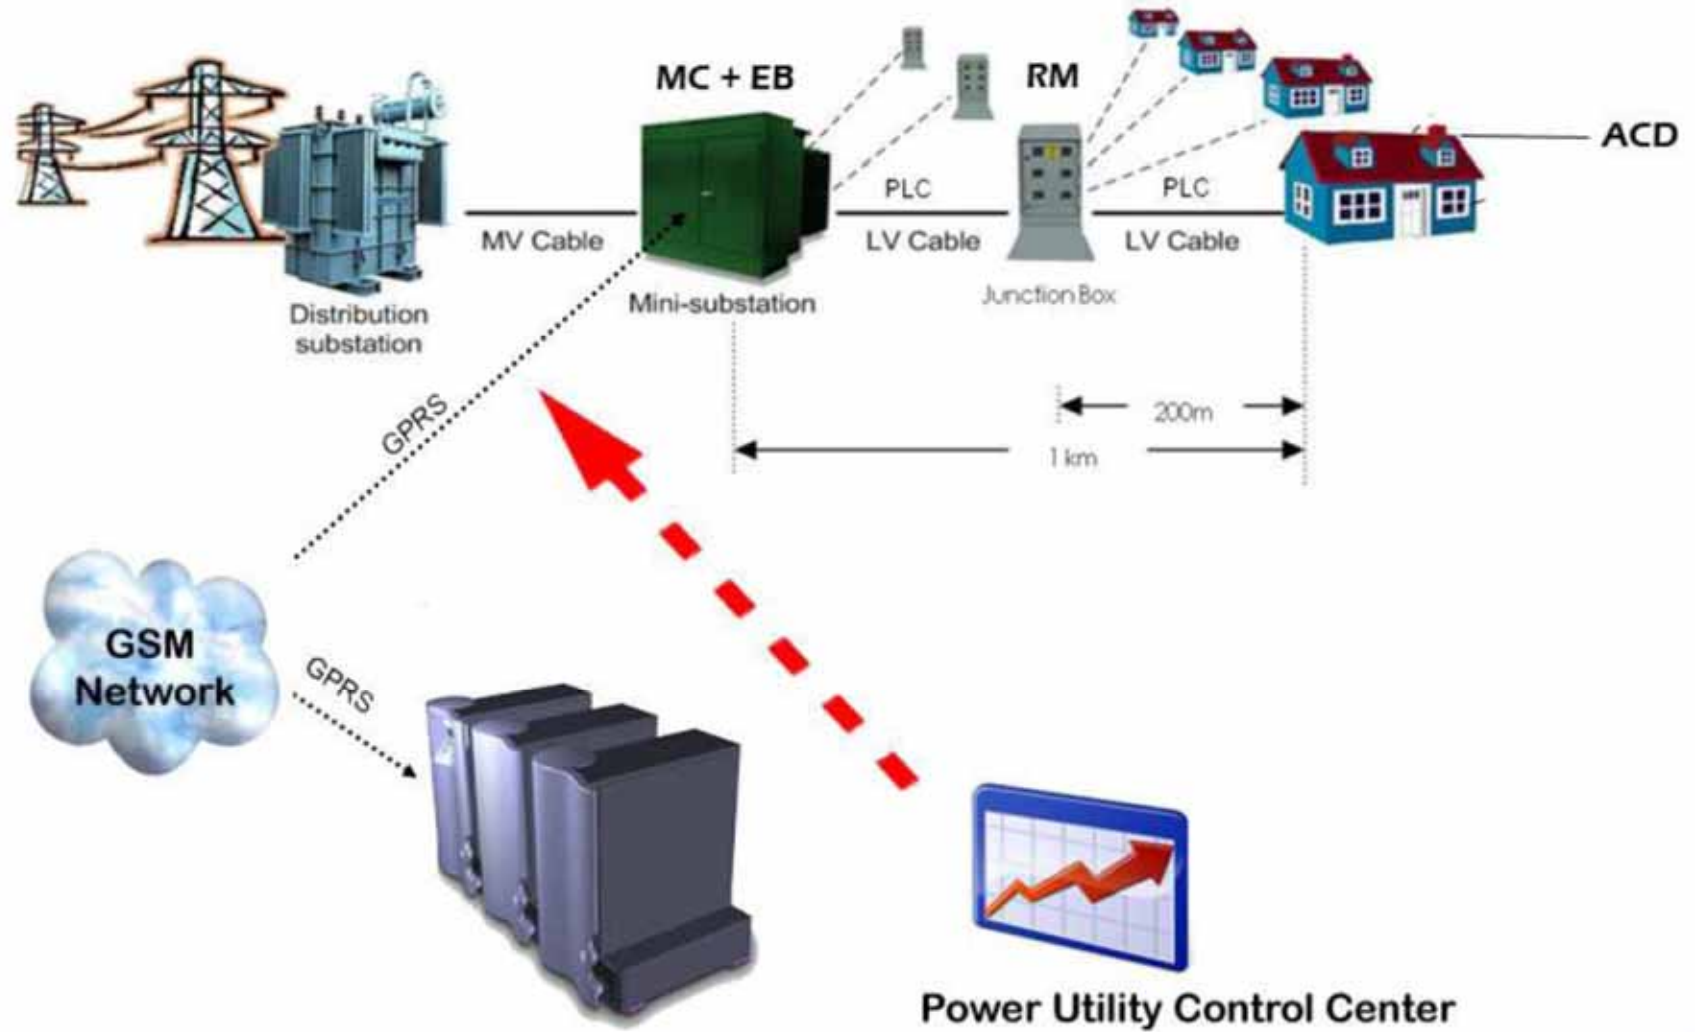 MC + EB
RM
ACD
PLC
PLC
MV Cable
LV Cable
LV Cable
Distribution
substation
Mini-substation
Junction Box
200m
1 km
GPRS
GSM
Network
GPRS
Power Utility Control Center